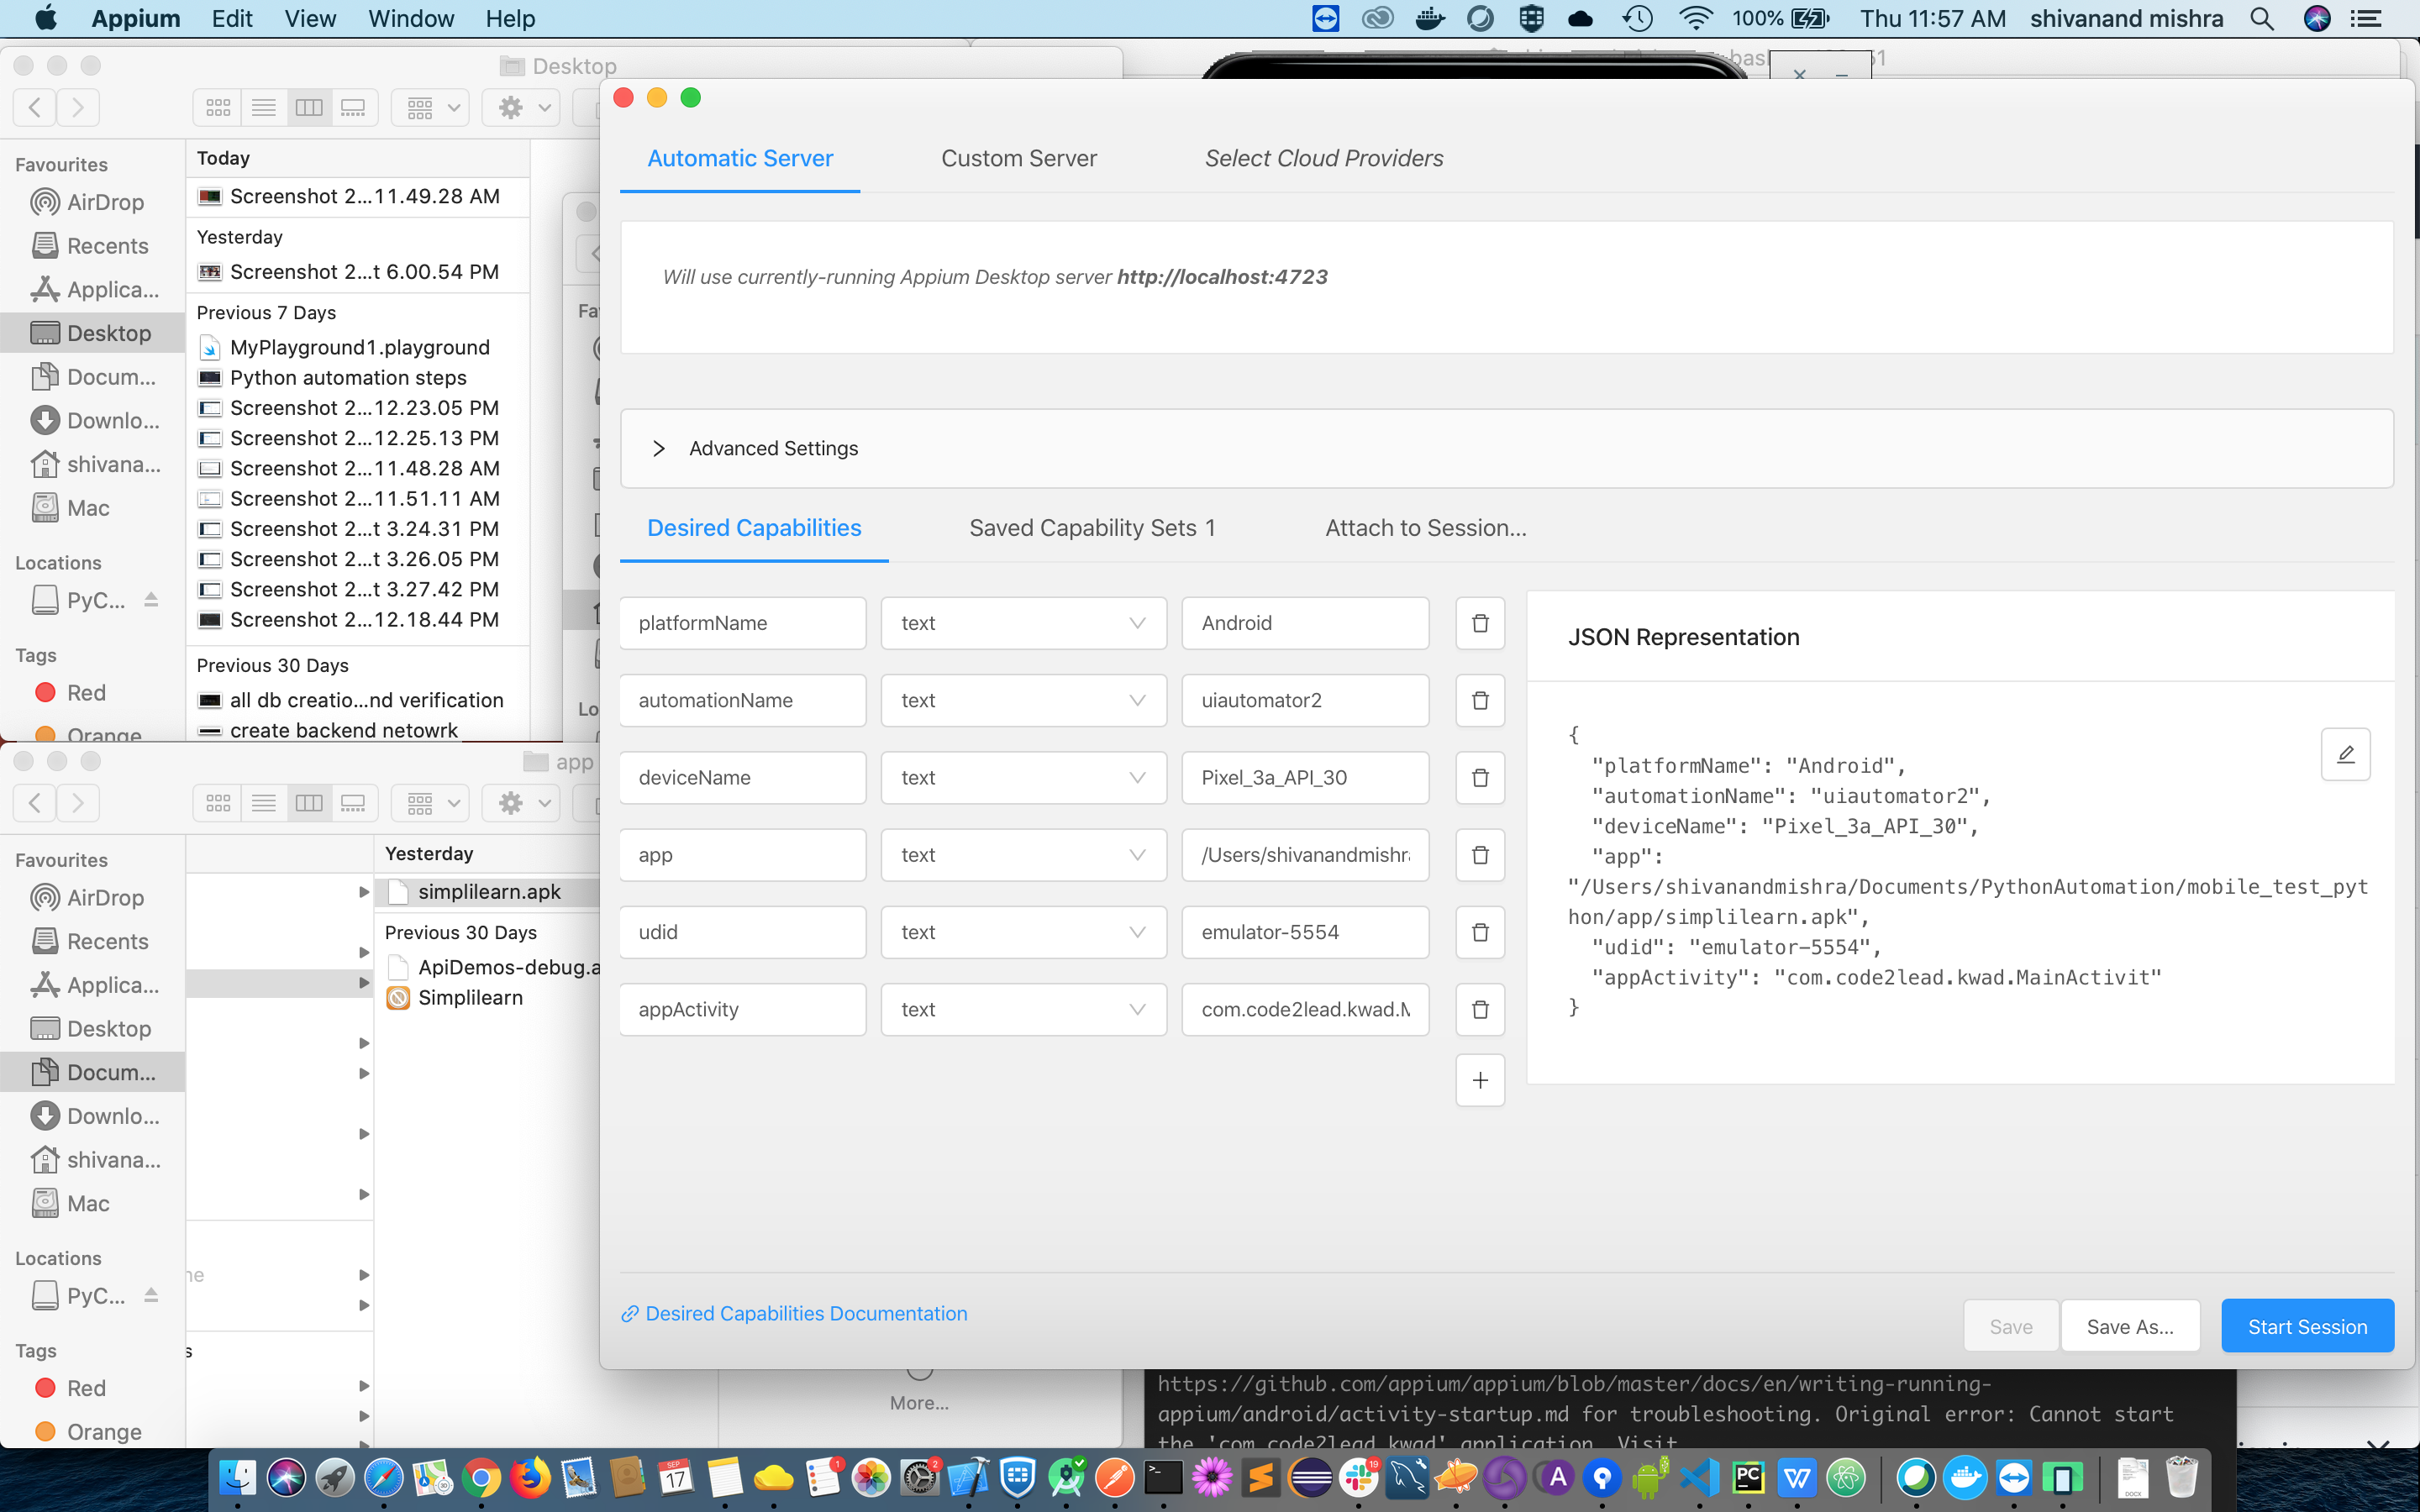 Appium Edit View Window Help 100% Thu 11:57 AM shivanand mishra
Desktop
Favourites
AirDrop
Recents
Applica...
Desktop
Docum...
Downlo...
shivana...
Mac
Locations
PyC...
Tags
Red
Orange
Today
Screenshot 2...11.49.28 AM
Yesterday
Screenshot 2...t 6.00.54 PM
Previous 7 Days
MyPlayground1.playground
Python automation steps
Screenshot 2...12.23.05 PM
Screenshot 2...12.25.13 PM
Screenshot 2...11.48.28 AM
Screenshot 2...11.51.11 AM
Screenshot 2...t 3.24.31 PM
Screenshot 2...t 3.26.05 PM
Screenshot 2...t 3.27.42 PM
Screenshot 2...12.18.44 PM
Previous 30 Days
all db creatio...nd verification
create backend netowrk
app
Favourites
AirDrop
Recents
Applica...
Desktop
Docum...
Downlo...
shivana...
Mac
Locations
PyC...
Tags
Red
Orange
Yesterday
simplilearn.apk
Previous 30 Days
ApiDemos-debug.a
Simplilearn
More...
Automatic Server Custom Server Select Cloud Providers
Will use currently-running Appium Desktop server http://localhost:4723
Advanced Settings
Desired Capabilities Saved Capability Sets 1 Attach to Session...
platformName text Android
automationName text uiautomator2
deviceName text Pixel_3a_API_30
app text /Users/shivanandmishra
udid text emulator-5554
appActivity text com.code2lead.kwad.M
JSON Representation
{
"platformName": "Android",
"automationName": "uiautomator2",
"deviceName": "Pixel_3a_API_30",
"app":
"/Users/shivanandmishra/Documents/PythonAutomation/mobile_test_pyt
hon/app/simplilearn.apk",
"udid": "emulator-5554",
"appActivity": "com.code2lead.kwad.MainActivit"
}
Desired Capabilities Documentation
Save Save As... Start Session
https://github.com/appium/appium/blob/master/docs/en/writing-running-
appium/android/activity-startup.md for troubleshooting. Original error: Cannot start
the 'com.code2lead.kwad' application. Visit
SEP
17
1
2
19
PC
DOCX